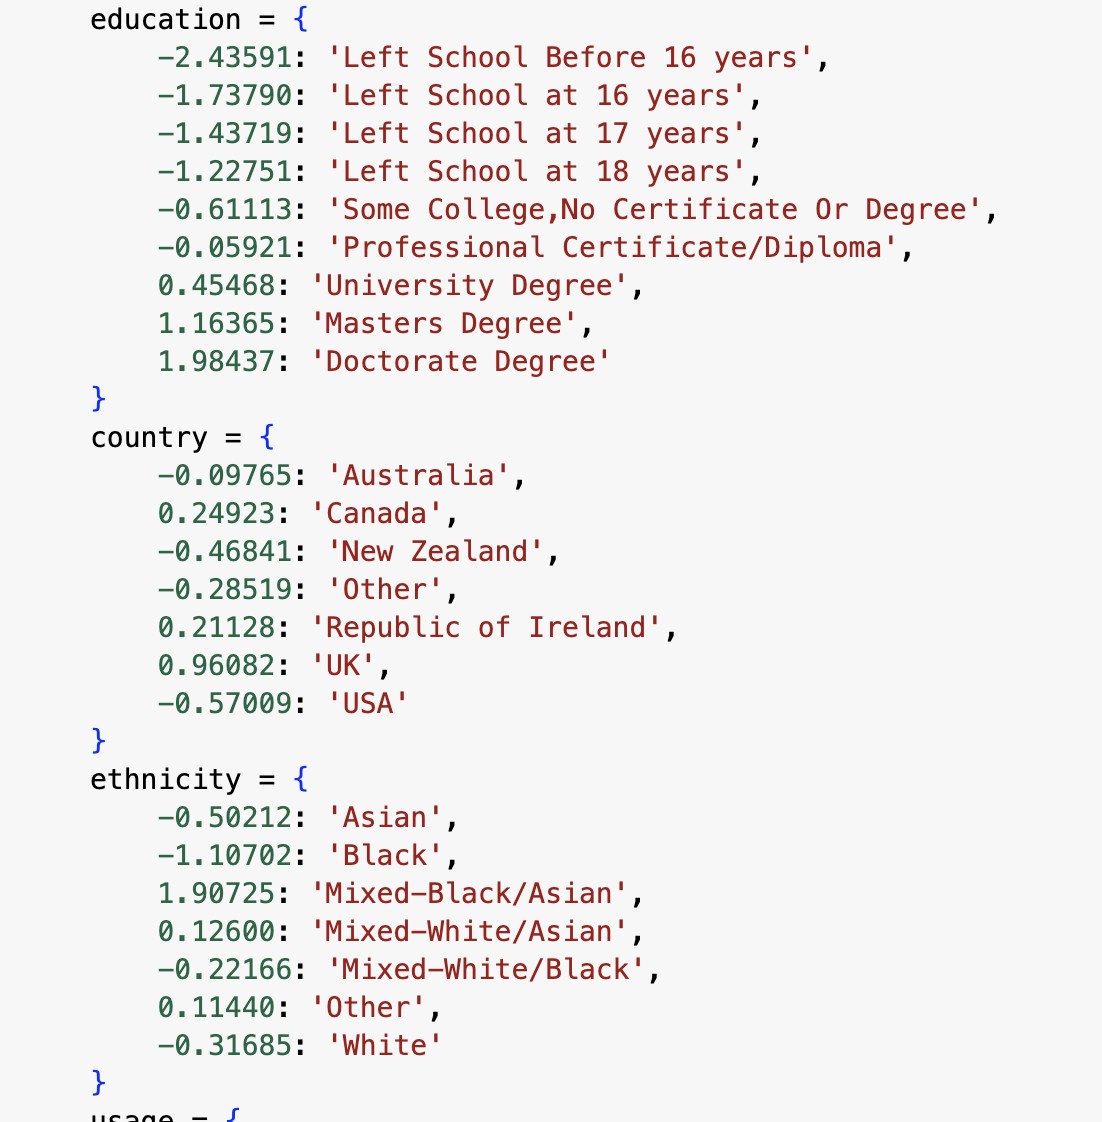 education = {
−2.43591: 'Left School Before 16 years',
−1.73790: 'Left School at 16 years',
−1.43719: 'Left School at 17 years',
−1.22751: 'Left School at 18 years',
−0.61113: 'Some College,No Certificate Or Degree',
−0.05921: 'Professional Certificate/Diploma',
0.45468: 'University Degree',
1.16365: 'Masters Degree',
1.98437: 'Doctorate Degree'
}
country = {
−0.09765: 'Australia',
0.24923: 'Canada',
−0.46841: 'New Zealand',
−0.28519: 'Other',
0.21128: 'Republic of Ireland',
0.96082: 'UK',
−0.57009: 'USA'
}
ethnicity = {
−0.50212: 'Asian',
−1.10702: 'Black',
1.90725: 'Mixed−Black/Asian',
0.12600: 'Mixed−White/Asian',
−0.22166: 'Mixed−White/Black',
0.11440: 'Other',
−0.31685: 'White'
}
usage = {